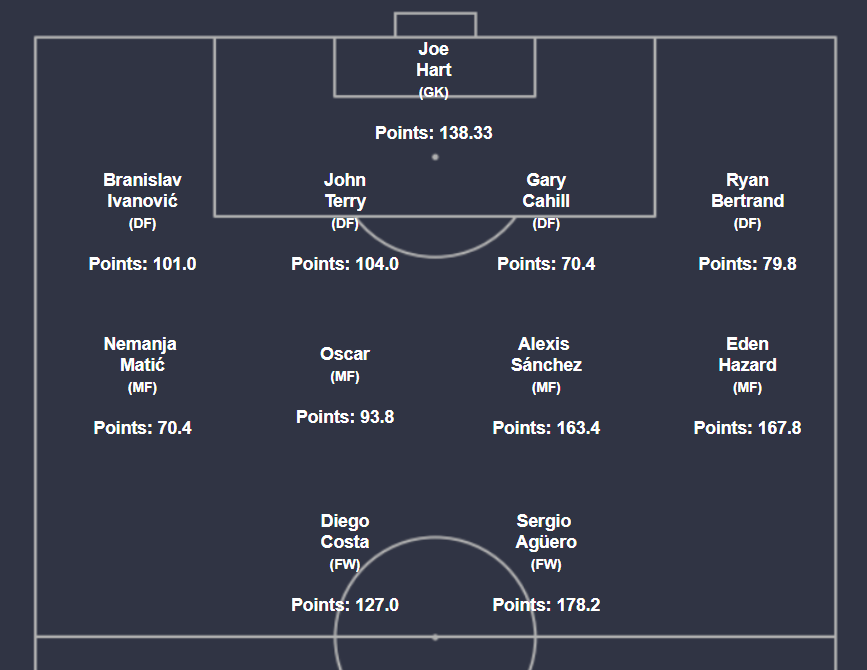 Joe
Hart
(GK)
Points: 138.33
Branislav
Ivanović
(DF)
Points: 101.0
John
Terry
(DF)
Points: 104.0
Gary
Cahill
(DF)
Points: 70.4
Ryan
Bertrand
(DF)
Points: 79.8
Nemanja
Matić
(MF)
Points: 70.4
Oscar
(MF)
Points: 93.8
Alexis
Sánchez
(MF)
Points: 163.4
Eden
Hazard
(MF)
Points: 167.8
Diego
Costa
(FW)
Points: 127.0
Sergio
Agüero
(FW)
Points: 178.2